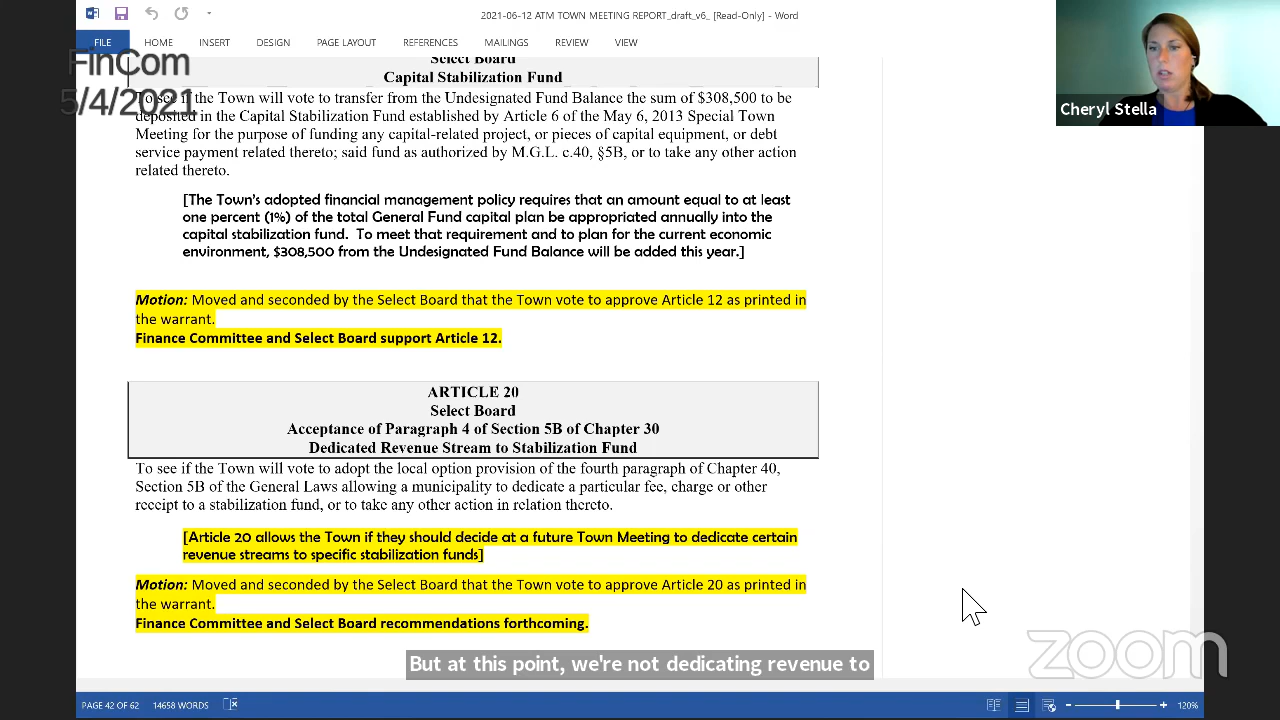 2021-06-12 ATM TOWN MEETING REPORT_draft_v6_ [Read-Only] - Word
FILE HOME INSERT DESIGN PAGE LAYOUT REFERENCES MAILINGS REVIEW VIEW
FinCom
5/4/2021
Cheryl Stella
Select Board
Capital Stabilization Fund
To see if the Town will vote to transfer from the Undesignated Fund Balance the sum of $308,500 to be
deposited in the Capital Stabilization Fund established by Article 6 of the May 6, 2013 Special Town
Meeting for the purpose of funding any capital-related project, or pieces of capital equipment, or debt
service payment related thereto; said fund as authorized by M.G.L. c.40, §5B, or to take any other action
related thereto.
[The Town's adopted financial management policy requires that an amount equal to at least
one percent (1%) of the total General Fund capital plan be appropriated annually into the
capital stabilization fund. To meet that requirement and to plan for the current economic
environment, $308,500 from the Undesignated Fund Balance will be added this year.]
Motion: Moved and seconded by the Select Board that the Town vote to approve Article 12 as printed in
the warrant.
Finance Committee and Select Board support Article 12.
ARTICLE 20
Select Board
Acceptance of Paragraph 4 of Section 5B of Chapter 30
Dedicated Revenue Stream to Stabilization Fund
To see if the Town will vote to adopt the local option provision of the fourth paragraph of Chapter 40,
Section 5B of the General Laws allowing a municipality to dedicate a particular fee, charge or other
receipt to a stabilization fund, or to take any other action in relation thereto.
[Article 20 allows the Town if they should decide at a future Town Meeting to dedicate certain
revenue streams to specific stabilization funds]
Motion: Moved and seconded by the Select Board that the Town vote to approve Article 20 as printed in
the warrant.
Finance Committee and Select Board recommendations forthcoming.
But at this point, we're not dedicating revenue to
zoom
PAGE 42 OF 62 14658 WORDS 120%